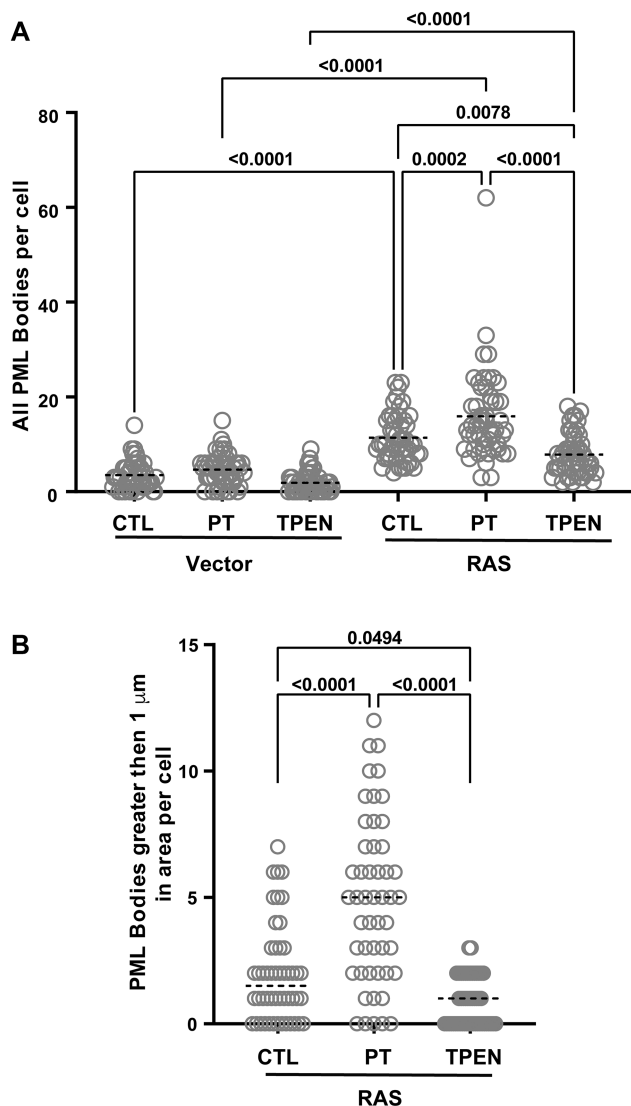 A
<0.0001
<0.0001
0.0078
<0.0001 0.0002 <0.0001
80
60
40
20
0
All PML Bodies per cell
CTL PT TPEN CTL PT TPEN
Vector RAS
B
0.0494
<0.0001 <0.0001
15
10
5
0
PML Bodies greater then 1 μm
in area per cell
CTL PT TPEN
RAS